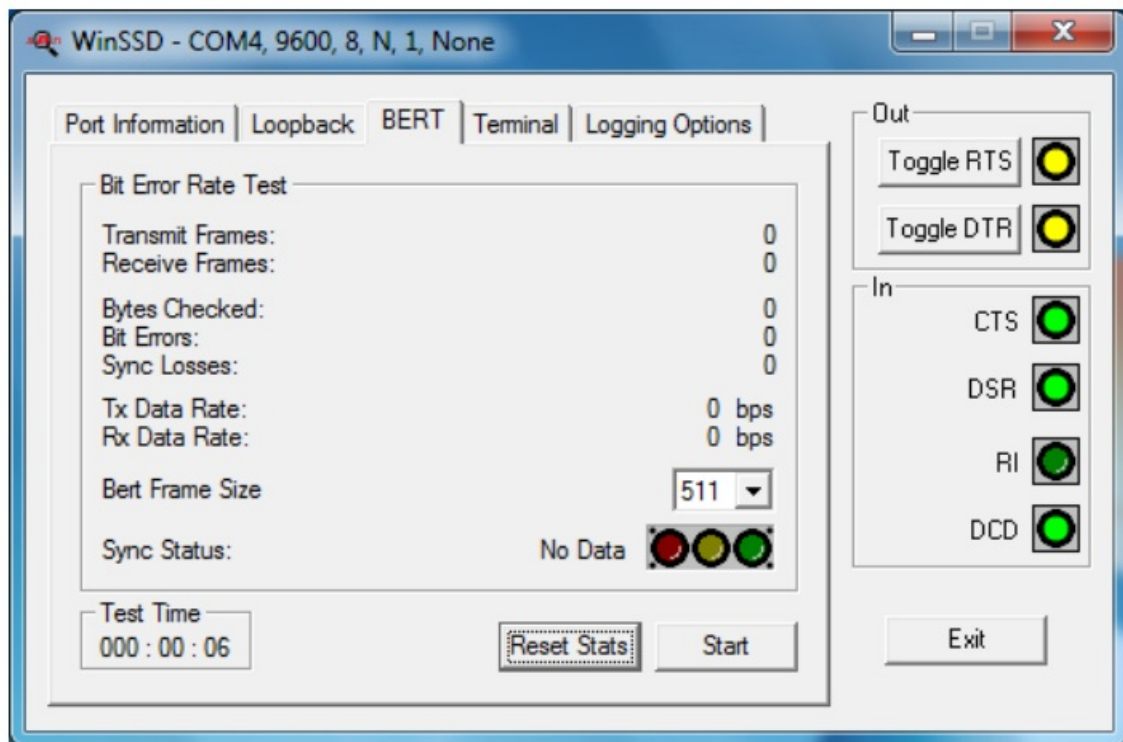 WinSSD - COM4, 9600, 8, N, 1, None
Port Information Loopback BERT Terminal Logging Options
Bit Error Rate Test
Transmit Frames: 0
Receive Frames: 0
Bytes Checked: 0
Bit Errors: 0
Sync Losses: 0
Tx Data Rate: 0 bps
Rx Data Rate: 0 bps
Bert Frame Size 511
Sync Status: No Data
Test Time
000 : 00 : 06
Reset Stats Start
Out
Toggle RTS
Toggle DTR
In
CTS
DSR
RI
DCD
Exit